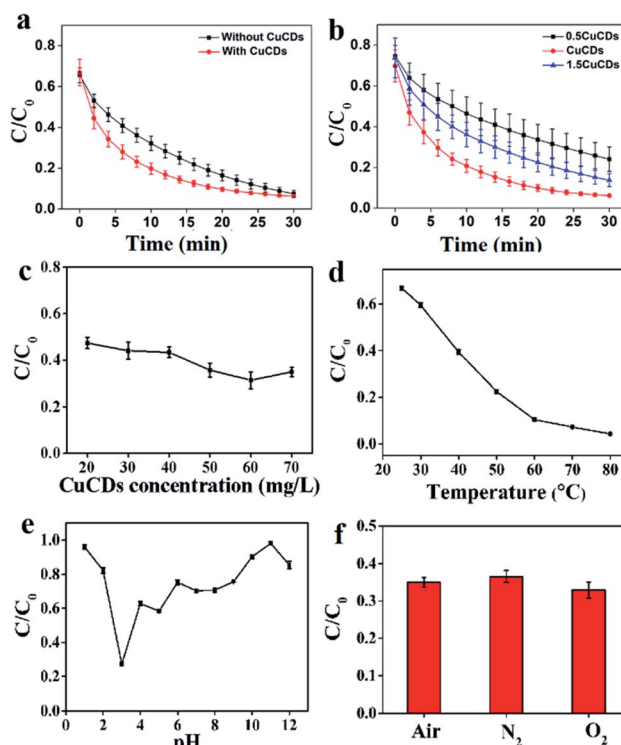 a
Without CuCDs
With CuCDs
C/C0
0.8
0.6
0.4
0.2
0.0
0 5 10 15 20 25 30
Time (min)
b
0.5CuCDs
CuCDs
1.5CuCDs
C/C0
0.8
0.6
0.4
0.2
0.0
0 5 10 15 20 25 30
Time (min)
c
C/C0
0.8
0.6
0.4
0.2
0.0
20 30 40 50 60 70
CuCDs concentration (mg/L)
d
C/C0
0.6
0.4
0.2
0.0
20 30 40 50 60 70 80
Temperature (°C)
e
C/C0
1.0
0.8
0.6
0.4
0.2
0.0
0 2 4 6 8 10 12
pH
f
C/C0
0.5
0.4
0.3
0.2
0.1
0.0
Air N2 O2